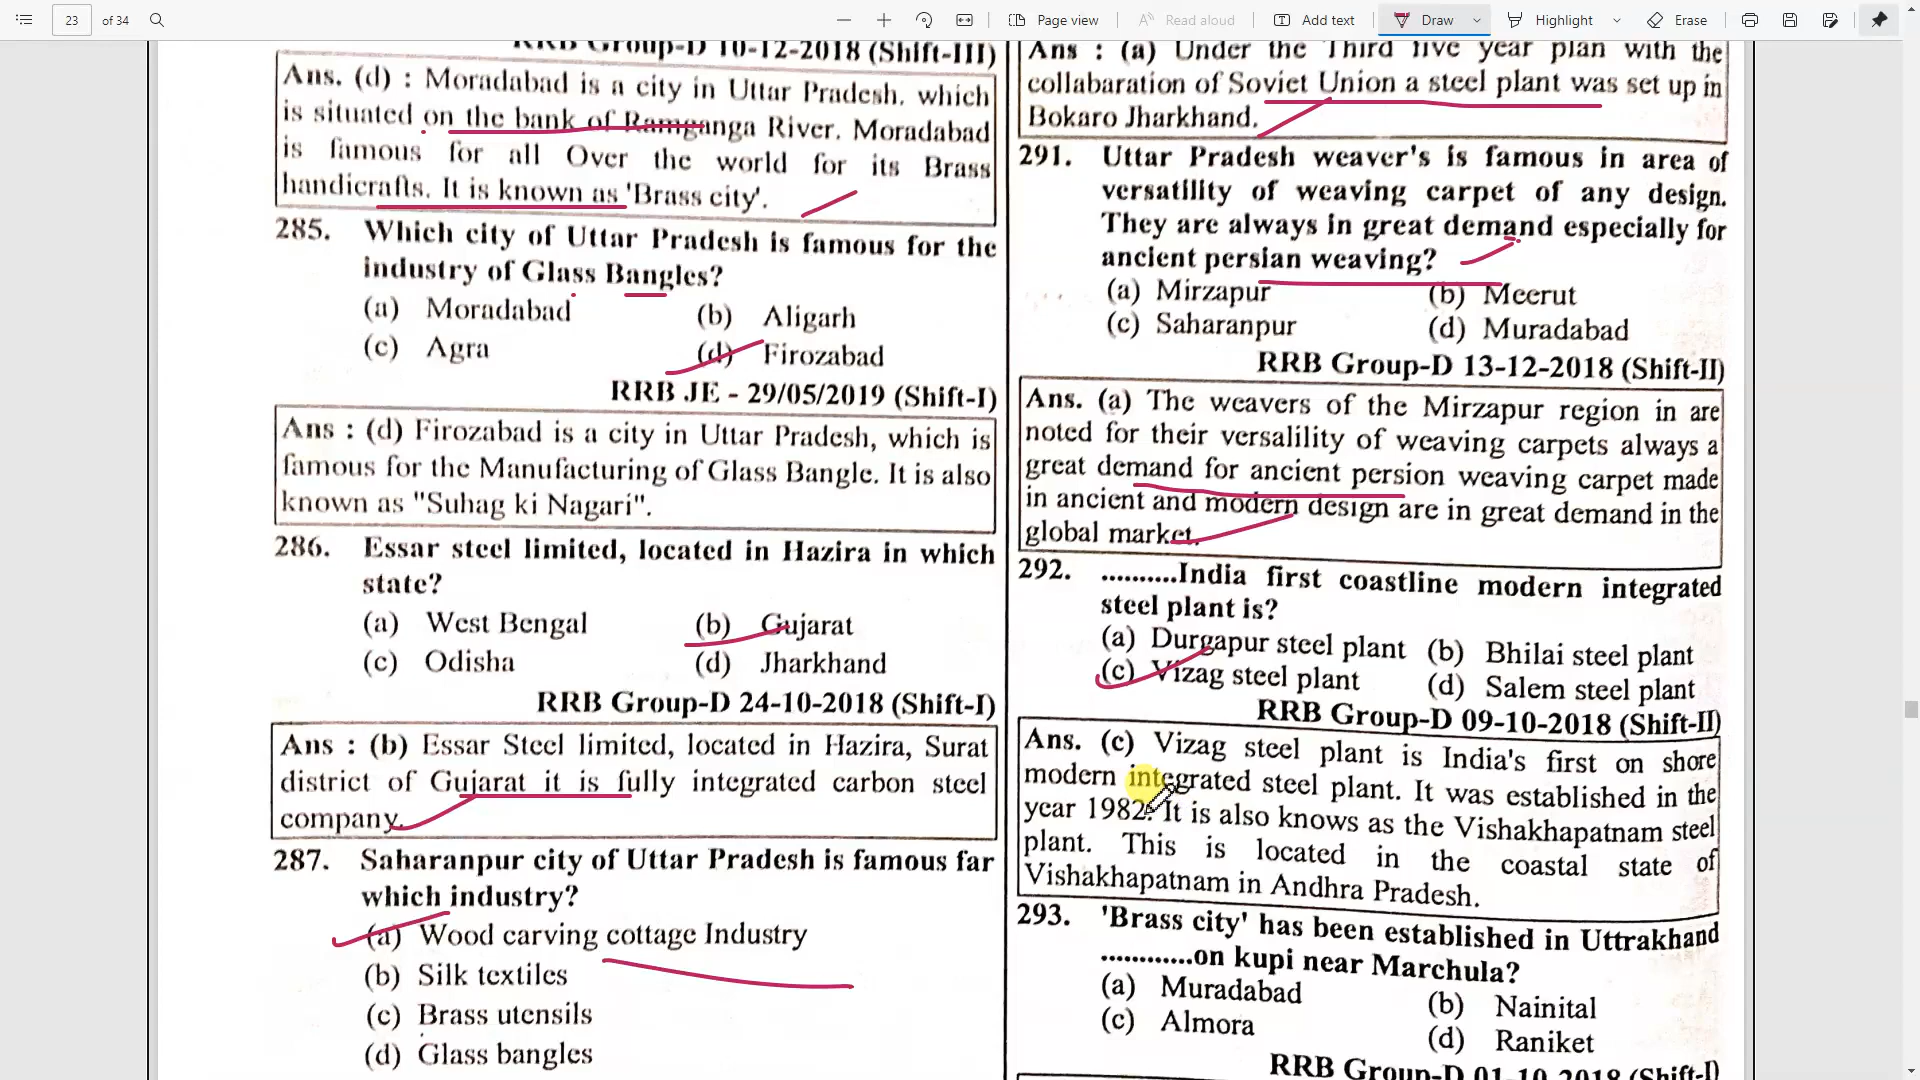 23 of 34
Page view
Read aloud
Add text
Draw
Highlight
Erase
RRB Group-D 10-12-2018 (Shift-III)
Ans. (d) : Moradabad is a city in Uttar Pradesh. which
is situated on the bank of Ramganga River. Moradabad
is famous for all Over the world for its Brass
handicrafts. It is known as 'Brass city'.
285. Which city of Uttar Pradesh is famous for the
industry of Glass Bangles?
(a) Moradabad (b) Aligarh
(c) Agra (d) Firozabad
RRB JE - 29/05/2019 (Shift-I)
Ans : (d) Firozabad is a city in Uttar Pradesh, which is
famous for the Manufacturing of Glass Bangle. It is also
known as "Suhag ki Nagari".
286. Essar steel limited, located in Hazira in which
state?
(a) West Bengal (b) Gujarat
(c) Odisha (d) Jharkhand
RRB Group-D 24-10-2018 (Shift-I)
Ans : (b) Essar Steel limited, located in Hazira, Surat
district of Gujarat it is fully integrated carbon steel
company.
287. Saharanpur city of Uttar Pradesh is famous far
which industry?
(a) Wood carving cottage Industry
(b) Silk textiles
(c) Brass utensils
(d) Glass bangles
Ans : (a) Under the Third five year plan with the
collabaration of Soviet Union a steel plant was set up in
Bokaro Jharkhand.
291. Uttar Pradesh weaver's is famous in area of
versatility of weaving carpet of any design.
They are always in great demand especially for
ancient persian weaving?
(a) Mirzapur (b) Meerut
(c) Saharanpur (d) Muradabad
RRB Group-D 13-12-2018 (Shift-II)
Ans. (a) The weavers of the Mirzapur region in are
noted for their versalility of weaving carpets always a
great demand for ancient persion weaving carpet made
in ancient and modern design are in great demand in the
global market.
292. ..........India first coastline modern integrated
steel plant is?
(a) Durgapur steel plant (b) Bhilai steel plant
(c) Vizag steel plant (d) Salem steel plant
RRB Group-D 09-10-2018 (Shift-II)
Ans. (c) Vizag steel plant is India's first on shore
modern integrated steel plant. It was established in the
year 1982. It is also knows as the Vishakhapatnam steel
plant. This is located in the coastal state of
Vishakhapatnam in Andhra Pradesh.
293. 'Brass city' has been established in Uttrakhand
............on kupi near Marchula?
(a) Muradabad (b) Nainital
(c) Almora (d) Raniket
RRB Group-D 01-10-2018 (Shift-I)